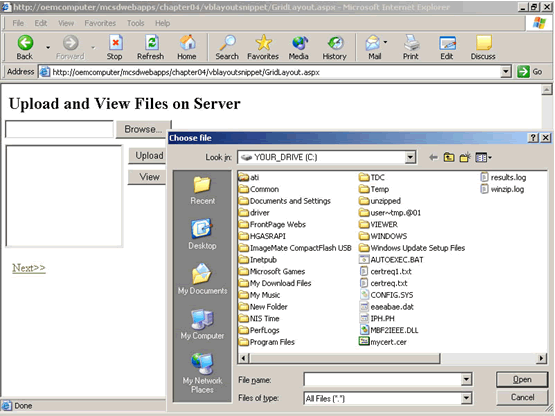 http://oemcomputer/mcsdwebapps/chapter04/vblayoutsnippet/GridLayout.aspx - Microsoft Internet Explorer
File Edit View Favorites Tools Help
Back Forward Stop Refresh Home Search Favorites Media History Mail Print Edit Discuss
Address http://oemcomputer/mcsdwebapps/chapter04/vblayoutsnippet/GridLayout.aspx Go
Upload and View Files on Server
Browse...
Upload
View
Next>>
Choose file
Look in: YOUR_DRIVE (C:)
Recent
Desktop
My Documents
My Computer
My Network Places
ati
Common
Documents and Settings
driver
FrontPage Webs
HGASRAPI
ImageMate CompactFlash USB
Inetpub
Microsoft Games
My Download Files
My Music
New Folder
NIS Time
PerfLogs
Program Files
TDC
Temp
unzipped
user~tmp.@01
VIEWER
WINDOWS
Windows Update Setup Files
AUTOEXEC.BAT
certreq1.txt
certreq.txt
CONFIG.SYS
eaeabae.dat
IPH.PH
MBF2IEEE.DLL
mycert.cer
results.log
winzip.log
File name: Open
Files of type: All Files (*.*) Cancel
Done